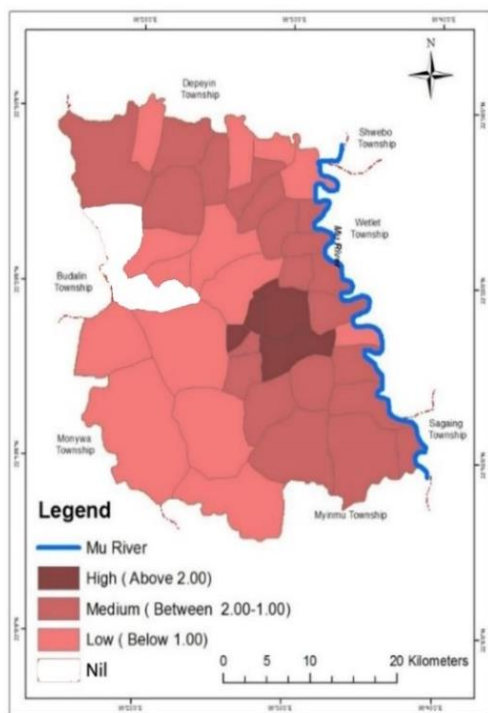 N
Depeyin
Township
Shwebo
Township
Wetlet
Township
Mu River
Budalin
Township
Monywa
Township
Sagaing
Township
Myinmu Township
Legend
Mu River
High ( Above 2.00)
Medium ( Between 2.00-1.00)
Low ( Below 1.00)
Nil
0 5 10 20 Kilometers